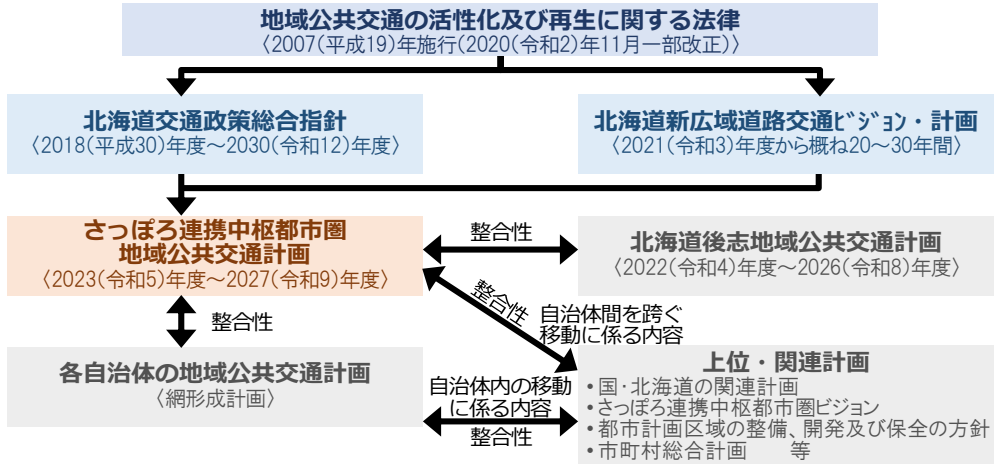 地域公共交通の活性化及び再生に関する法律
〈2007(平成19)年施行(2020(令和2)年11月一部改正)〉
北海道交通政策総合指針
〈2018(平成30)年度～2030(令和12)年度〉
北海道新広域道路交通ﾋﾞｼﾞｮﾝ・計画
〈2021(令和3)年度から概ね20～30年間〉
さっぽろ連携中枢都市圏
地域公共交通計画
〈2023(令和5)年度～2027(令和9)年度〉
整合性
北海道後志地域公共交通計画
〈2022(令和4)年度～2026(令和8)年度〉
整合性
整合性
自治体間を跨ぐ
移動に係る内容
各自治体の地域公共交通計画
〈網形成計画〉
自治体内の移動
に係る内容
整合性
上位・関連計画
•国・北海道の関連計画
•さっぽろ連携中枢都市圏ビジョン
•都市計画区域の整備、開発及び保全の方針
•市町村総合計画　　等